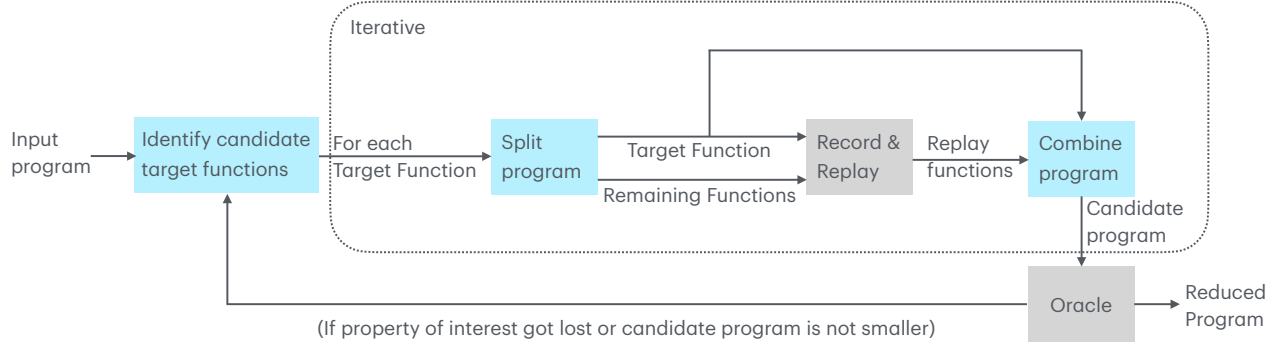 Iterative
Input
program
Identify candidate
target functions
For each
Target Function
Split
program
Target Function
Remaining Functions
Record &
Replay
Replay
functions
Combine
program
Candidate
program
Oracle
Reduced
Program
(If property of interest got lost or candidate program is not smaller)